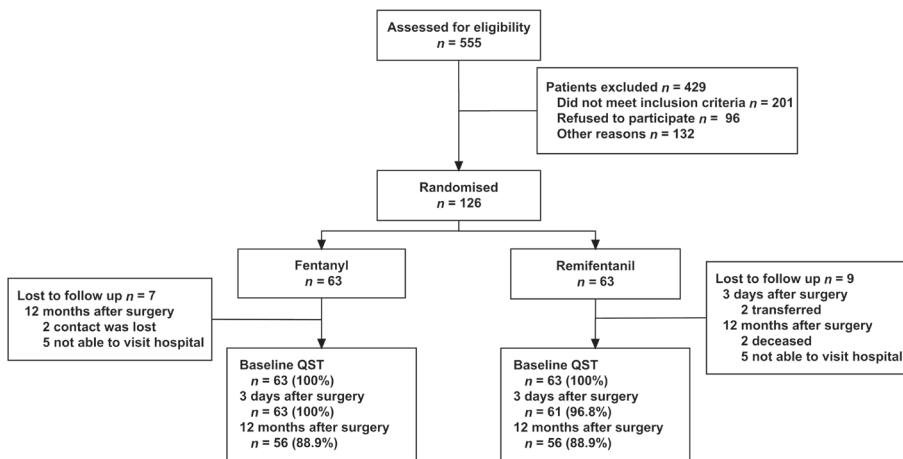 Assessed for eligibility
n = 555
Patients excluded n = 429
Did not meet inclusion criteria n = 201
Refused to participate n = 96
Other reasons n = 132
Randomised
n = 126
Fentanyl
n = 63
Remifentanil
n = 63
Lost to follow up n = 7
12 months after surgery
2 contact was lost
5 not able to visit hospital
Lost to follow up n = 9
3 days after surgery
2 transferred
12 months after surgery
2 deceased
5 not able to visit hospital
Baseline QST
n = 63 (100%)
3 days after surgery
n = 63 (100%)
12 months after surgery
n = 56 (88.9%)
Baseline QST
n = 63 (100%)
3 days after surgery
n = 61 (96.8%)
12 months after surgery
n = 56 (88.9%)